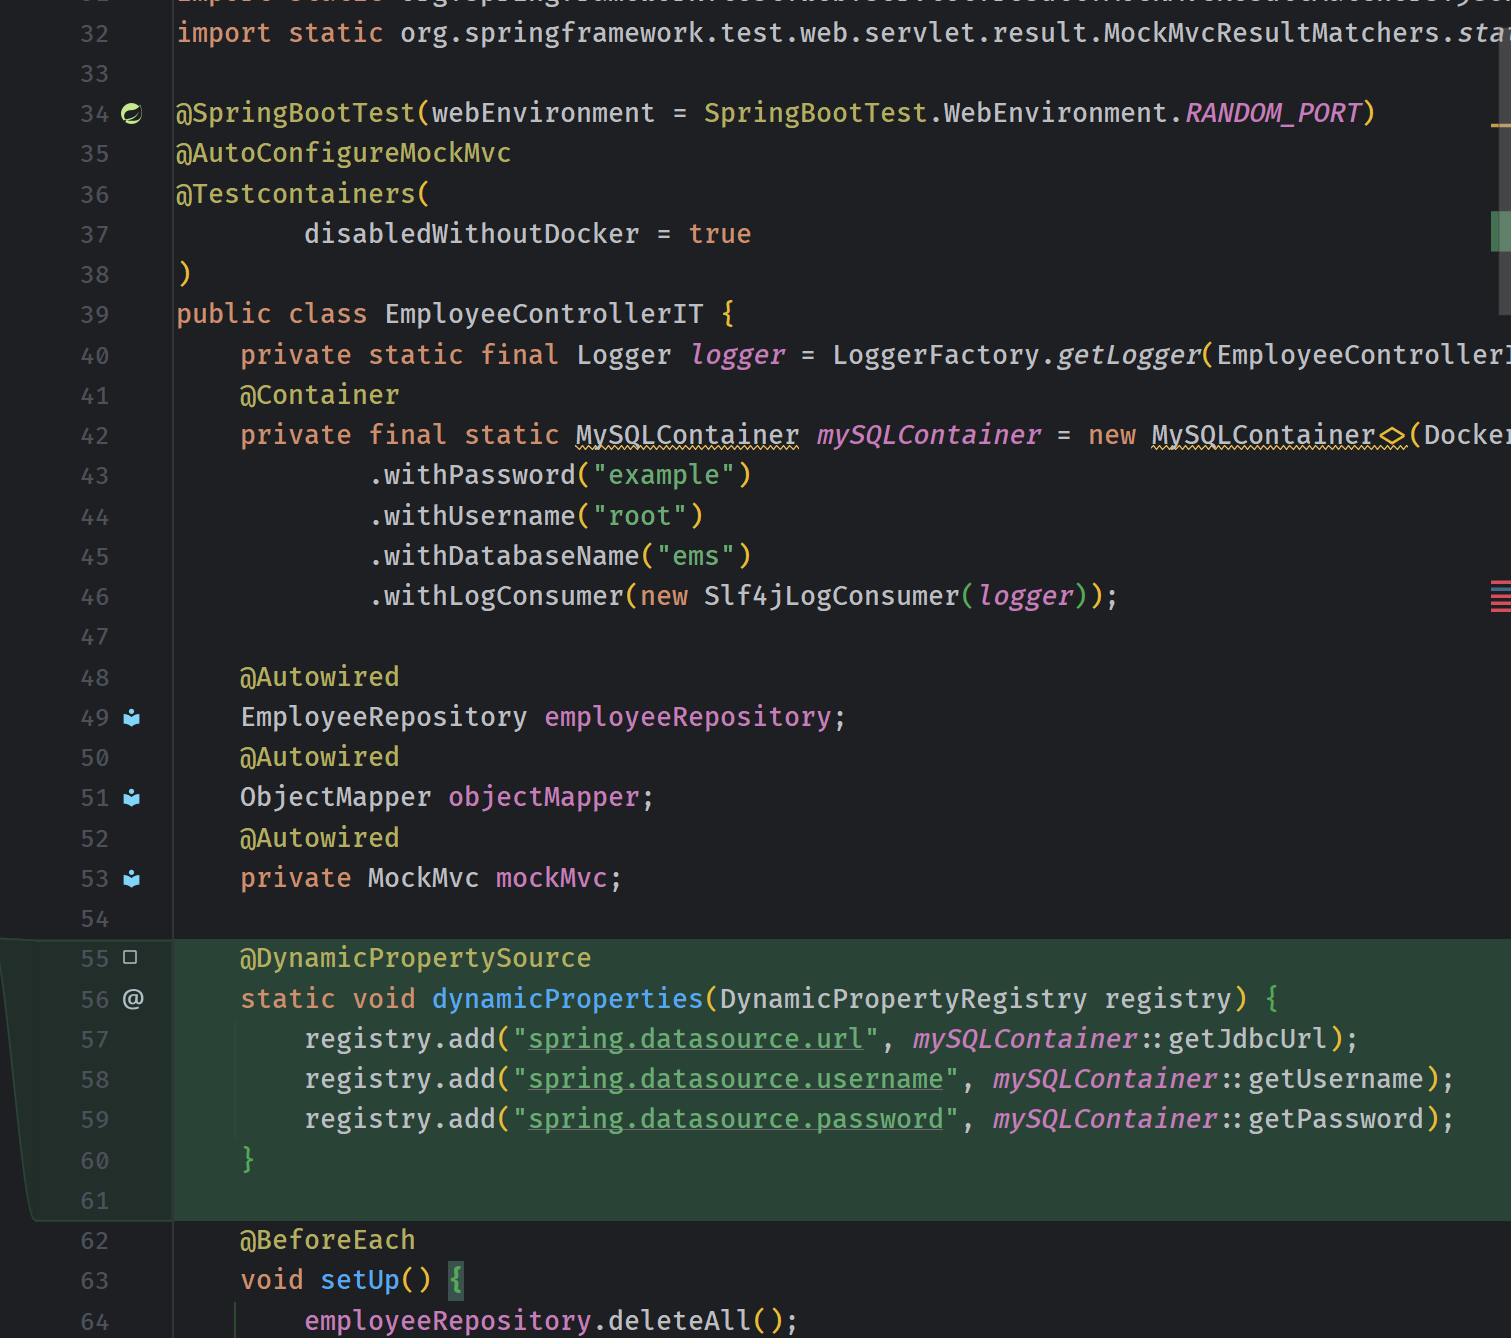 32 import static org.springframework.test.web.servlet.result.MockMvcResultMatchers.sta
33
34 @SpringBootTest(webEnvironment = SpringBootTest.WebEnvironment.RANDOM_PORT)
35 @AutoConfigureMockMvc
36 @Testcontainers(
37 disabledWithoutDocker = true
38 )
39 public class EmployeeControllerIT {
40 private static final Logger logger = LoggerFactory.getLogger(EmployeeControllerI
41 @Container
42 private final static MySQLContainer mySQLContainer = new MySQLContainer<>(Docker
43 .withPassword("example")
44 .withUsername("root")
45 .withDatabaseName("ems")
46 .withLogConsumer(new Slf4jLogConsumer(logger));
47
48 @Autowired
49 EmployeeRepository employeeRepository;
50 @Autowired
51 ObjectMapper objectMapper;
52 @Autowired
53 private MockMvc mockMvc;
54
55 @DynamicPropertySource
56 static void dynamicProperties(DynamicPropertyRegistry registry) {
57 registry.add("spring.datasource.url", mySQLContainer::getJdbcUrl);
58 registry.add("spring.datasource.username", mySQLContainer::getUsername);
59 registry.add("spring.datasource.password", mySQLContainer::getPassword);
60 }
61
62 @BeforeEach
63 void setUp() {
64 employeeRepository.deleteAll();